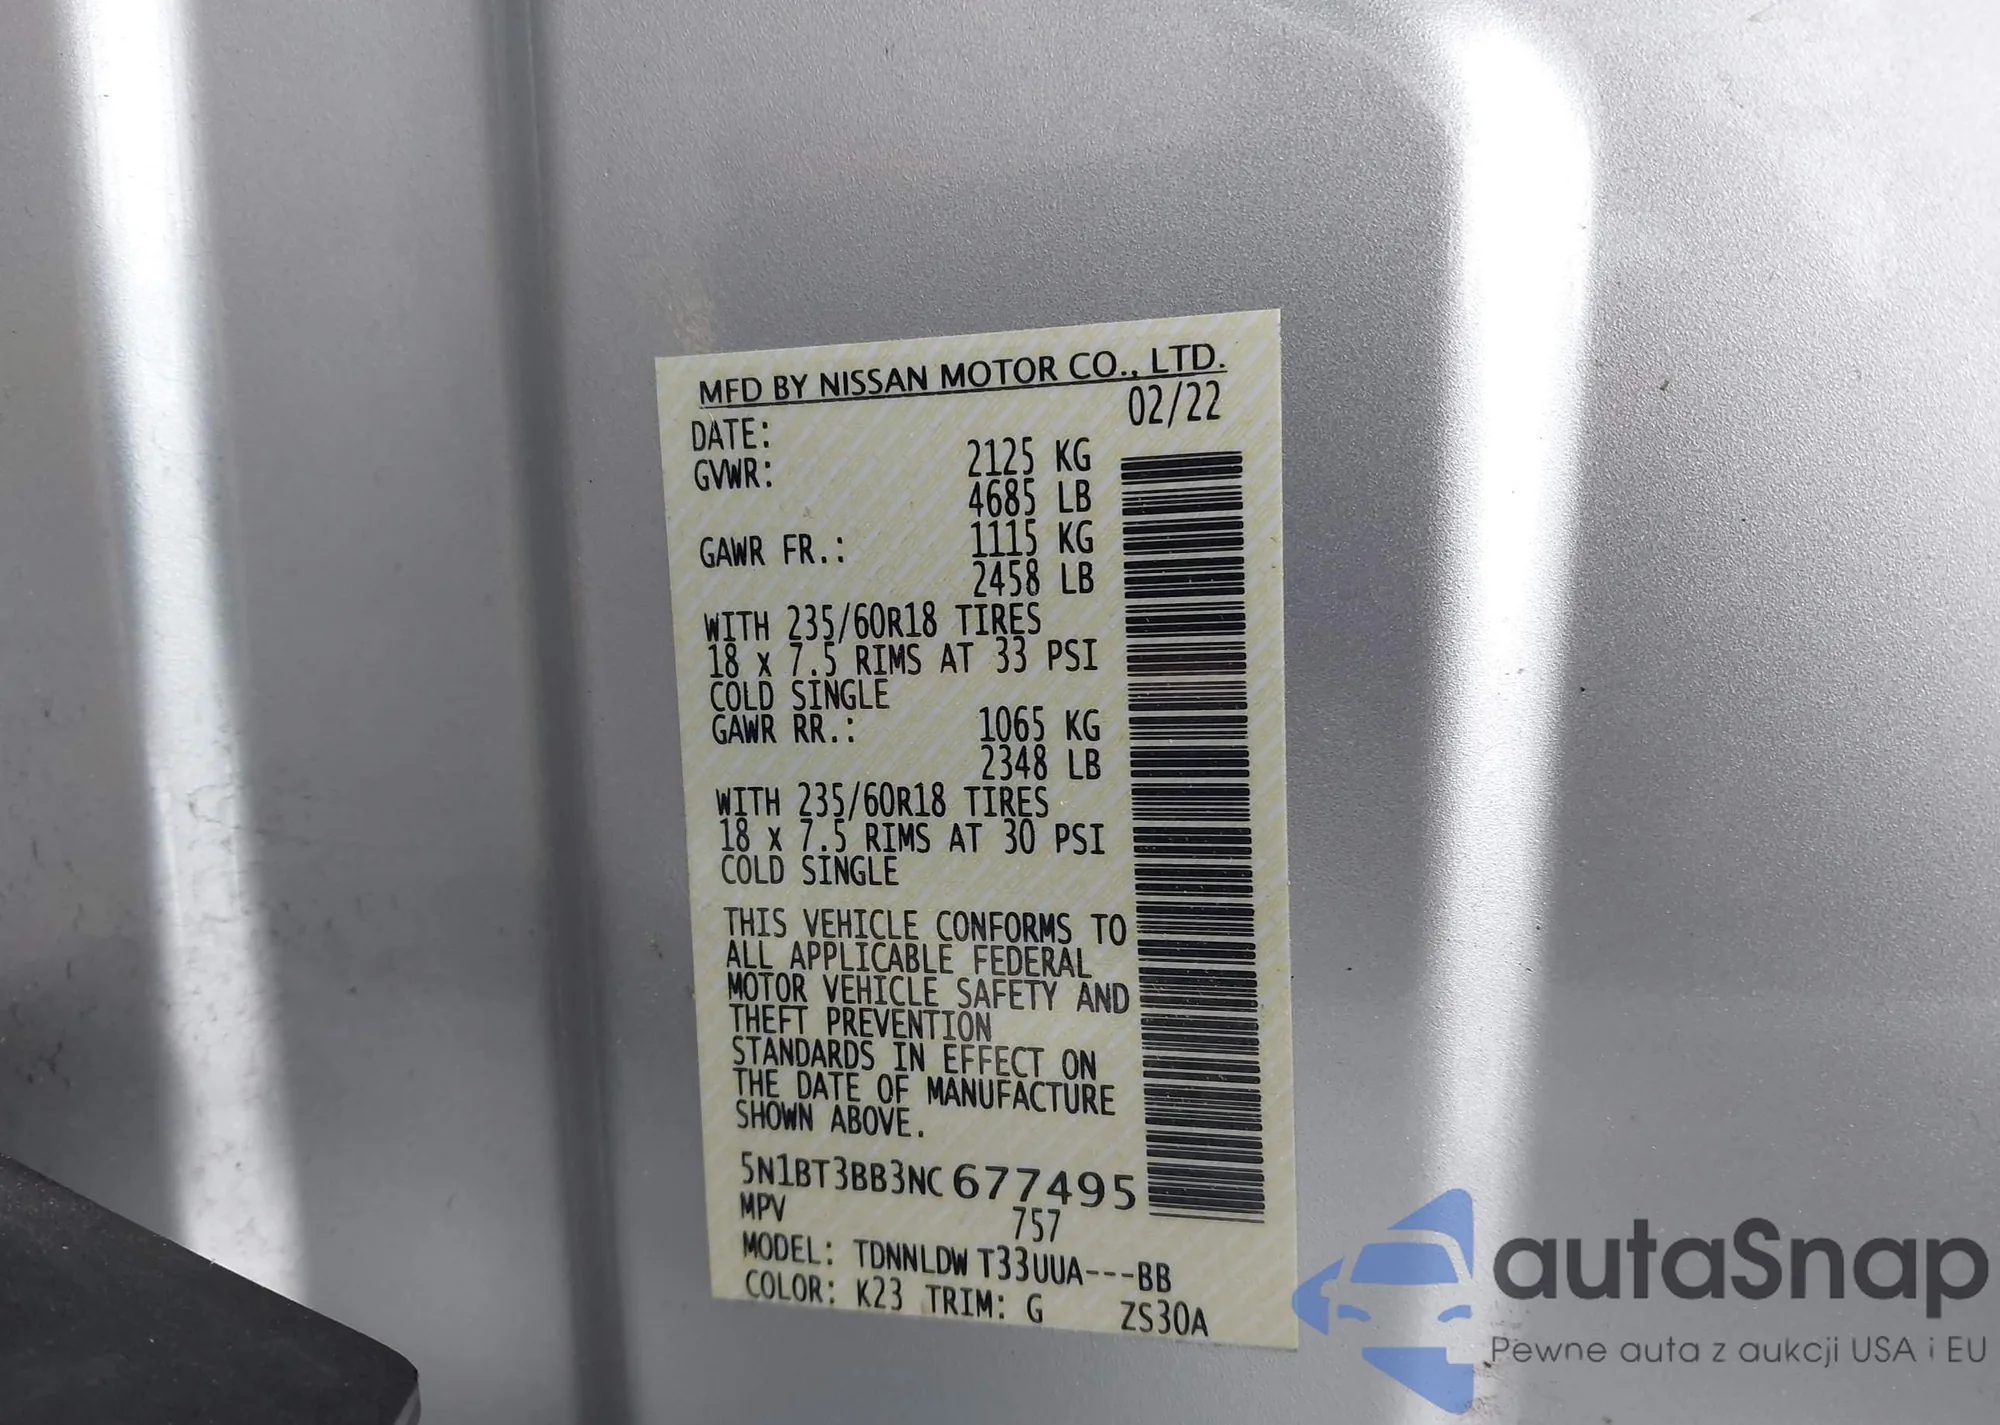 MFD BY NISSAN MOTOR CO., LTD.
DATE: 02/22
GVWR: 2125 KG
4685 LB
GAWR FR.: 1115 KG
2458 LB
WITH 235/60R18 TIRES
18 x 7.5 RIMS AT 33 PSI
COLD SINGLE
GAWR RR.: 1065 KG
2348 LB
WITH 235/60R18 TIRES
18 x 7.5 RIMS AT 30 PSI
COLD SINGLE
THIS VEHICLE CONFORMS TO
ALL APPLICABLE FEDERAL
MOTOR VEHICLE SAFETY AND
THEFT PREVENTION
STANDARDS IN EFFECT ON
THE DATE OF MANUFACTURE
SHOWN ABOVE.
5N1BT3BB3NC677495
MPV 757
MODEL: TDNNLDW T33UUA---BB
COLOR: K23 TRIM: G ZS30A
autaSnap
Pewne auta z aukcji USA i EU